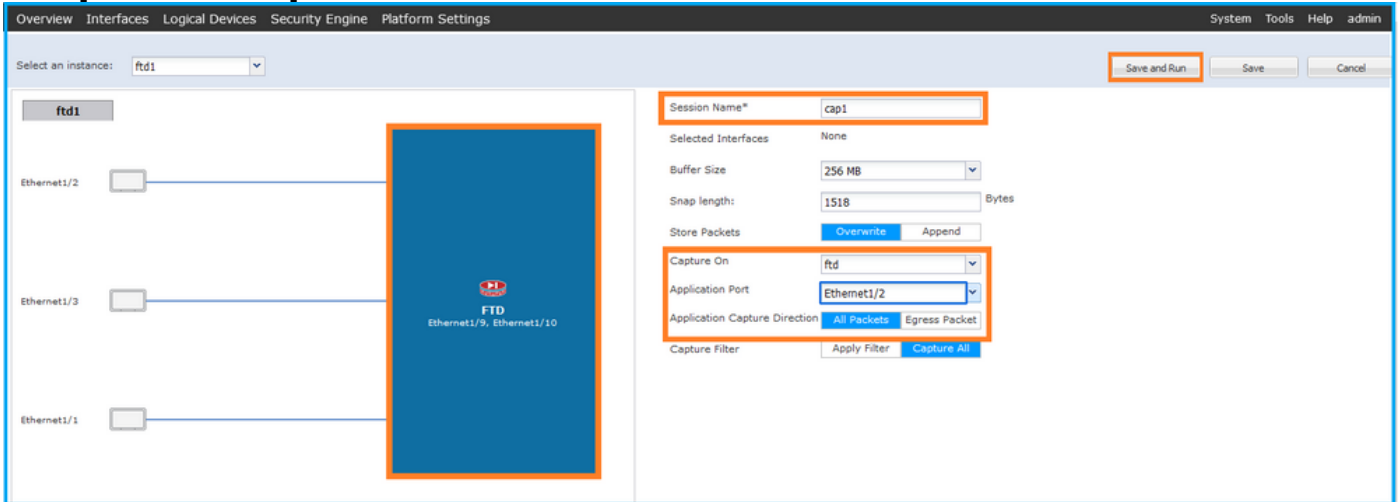 Overview Interfaces Logical Devices Security Engine Platform Settings System Tools Help admin
Select an instance: ftd1 Save and Run Save Cancel
ftd1
Ethernet1/2
Ethernet1/3
Ethernet1/1
FTD
Ethernet1/9, Ethernet1/10
Session Name* cap1
Selected Interfaces None
Buffer Size 256 MB
Snap length: 1518 Bytes
Store Packets Overwrite Append
Capture On ftd
Application Port Ethernet1/2
Application Capture Direction All Packets Egress Packet
Capture Filter Apply Filter Capture All